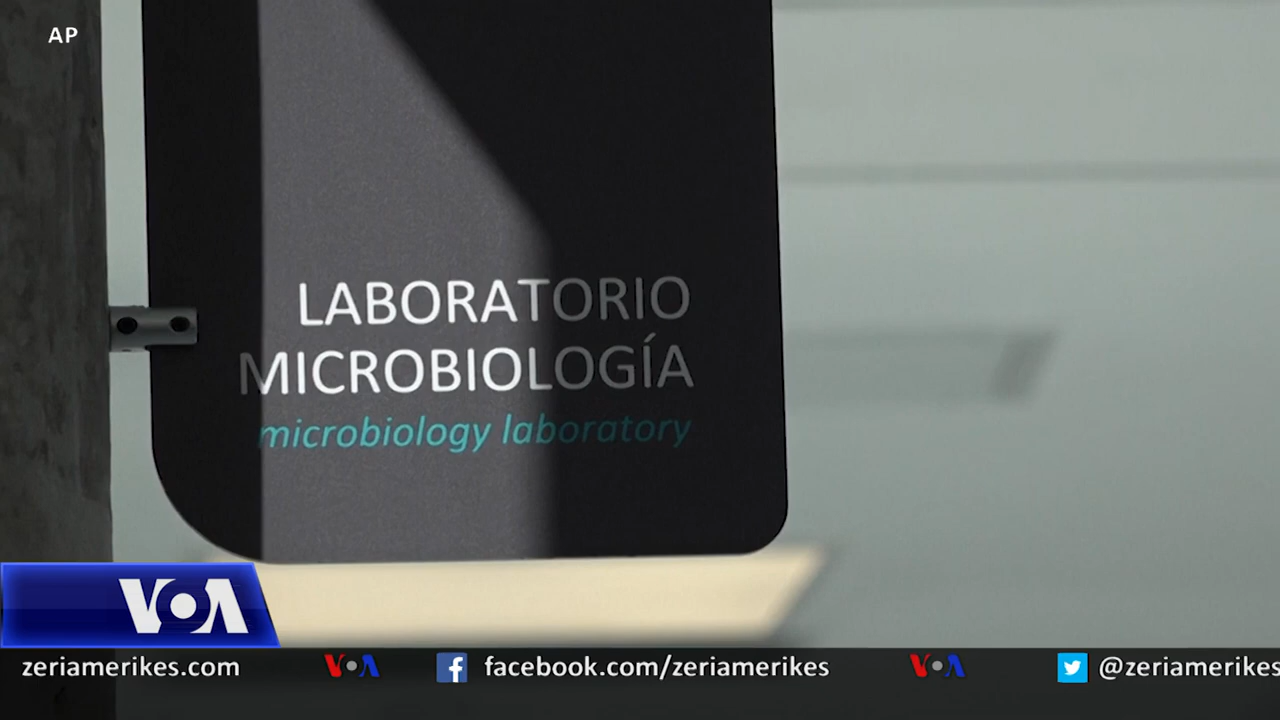 AP
LABORATORIO
MICROBIOLOGÍA
microbiology laboratory
VOA
zeriamerikes.com VOA facebook.com/zeriamerikes VOA @zeriamerikes